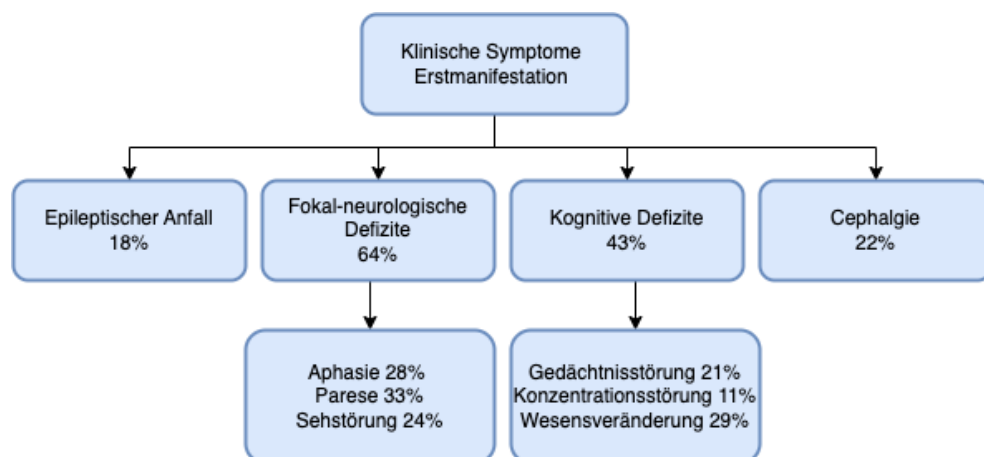 Klinische Symptome
Erstmanifestation
Epileptischer Anfall
18%
Fokal-neurologische
Defizite
64%
Kognitive Defizite
43%
Cephalgie
22%
Aphasie 28%
Parese 33%
Sehstörung 24%
Gedächtnisstörung 21%
Konzentrationsstörung 11%
Wesensveränderung 29%